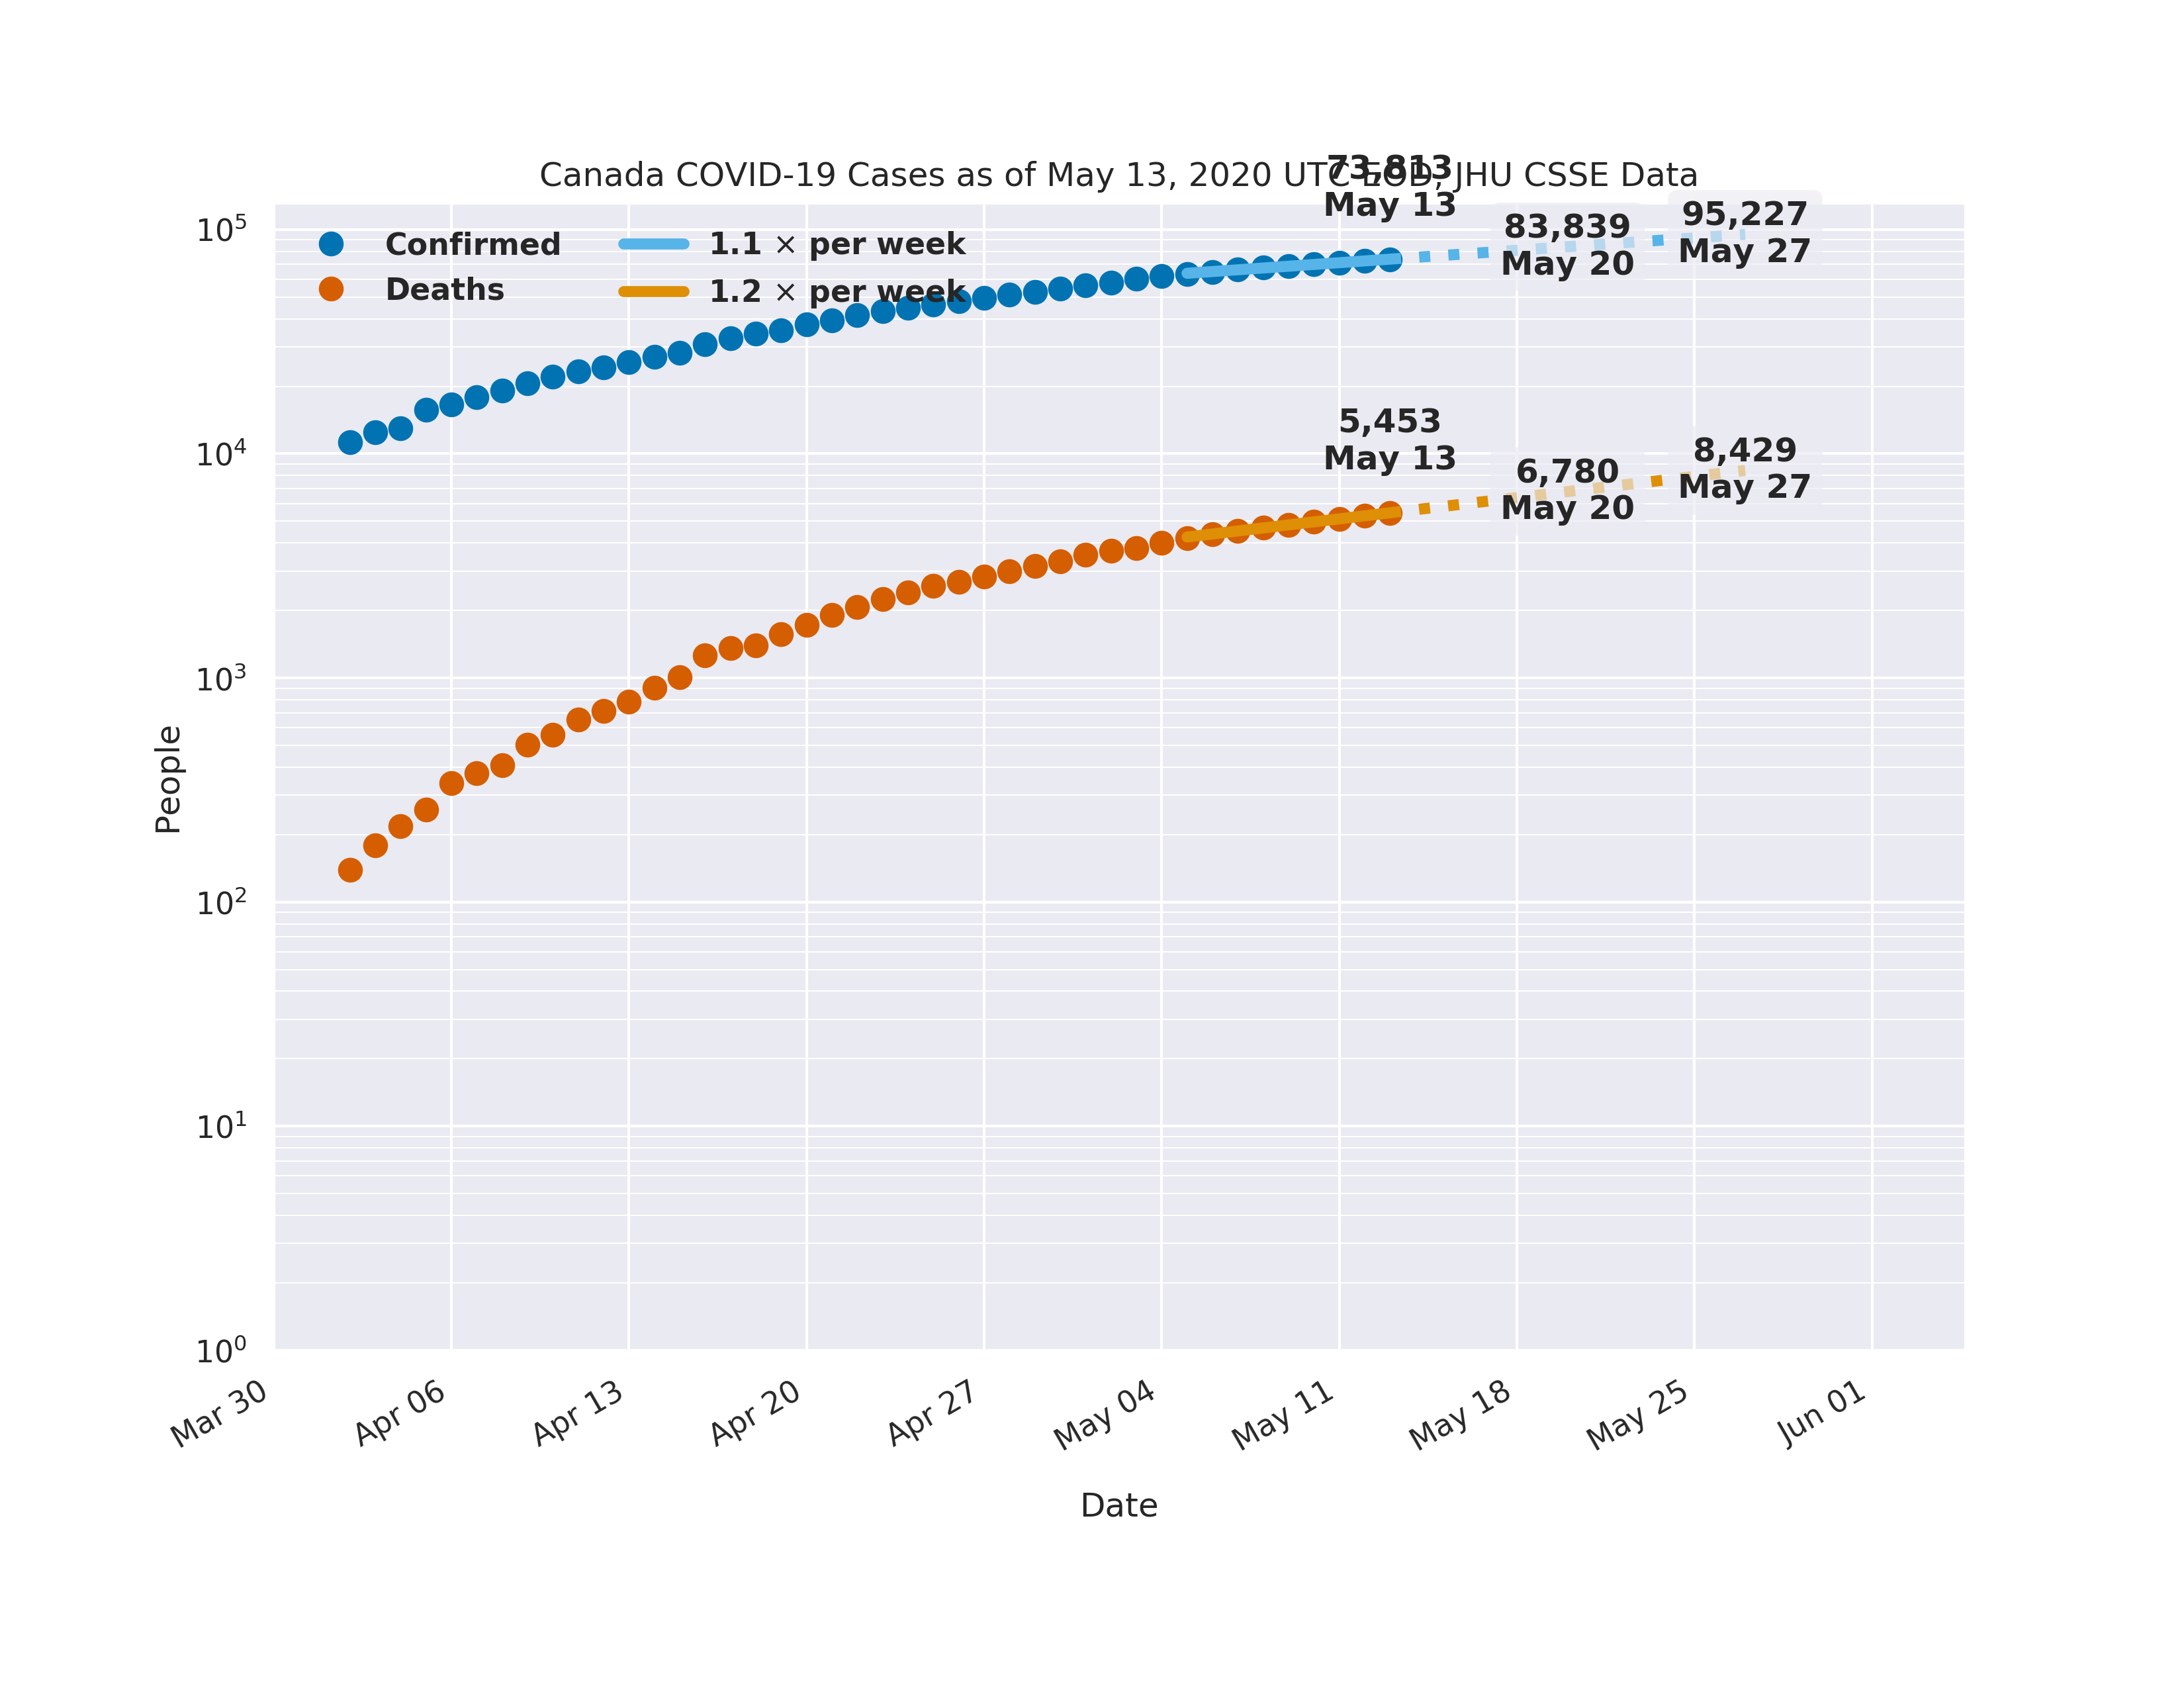 Canada COVID-19 Cases as of May 13, 2020 UTC EOD, JHU CSSE Data
73,813
May 13
83,839
May 20
95,227
May 27
Confirmed
Deaths
1.1 × per week
1.2 × per week
5,453
May 13
6,780
May 20
8,429
May 27
People
10⁵
10⁴
10³
10²
10¹
10⁰
Mar 30
Apr 06
Apr 13
Apr 20
Apr 27
May 04
May 11
May 18
May 25
Jun 01
Date